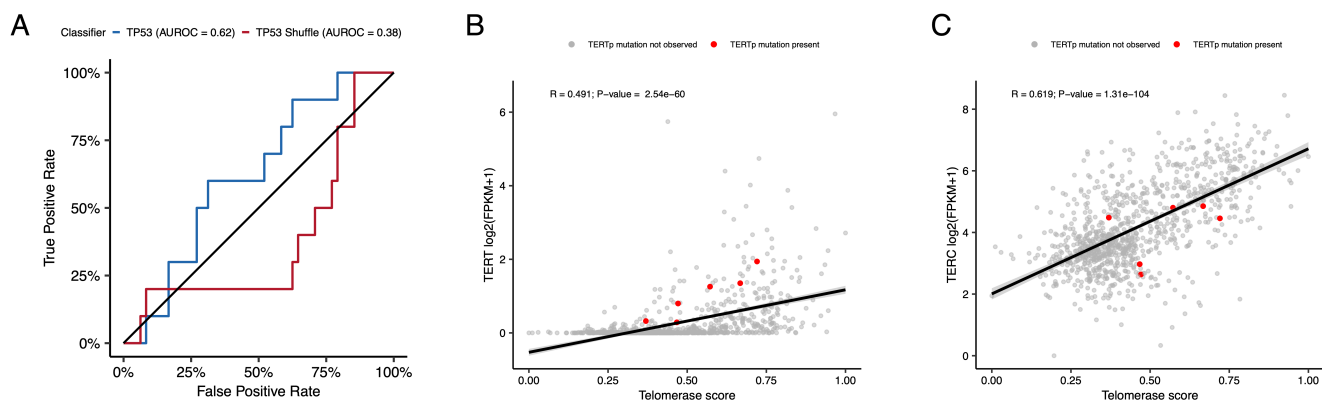 A
Classifier TP53 (AUROC = 0.62) TP53 Shuffle (AUROC = 0.38)
100%
75%
50%
25%
0%
True Positive Rate
0% 25% 50% 75% 100%
False Positive Rate
B
TERTp mutation not observed TERTp mutation present
R = 0.491; P-value = 2.54e-60
6
4
2
0
TERT log2(FPKM+1)
0.00 0.25 0.50 0.75 1.00
Telomerase score
C
TERTp mutation not observed TERTp mutation present
R = 0.619; P-value = 1.31e-104
8
6
4
2
0
TERC log2(FPKM+1)
0.00 0.25 0.50 0.75 1.00
Telomerase score